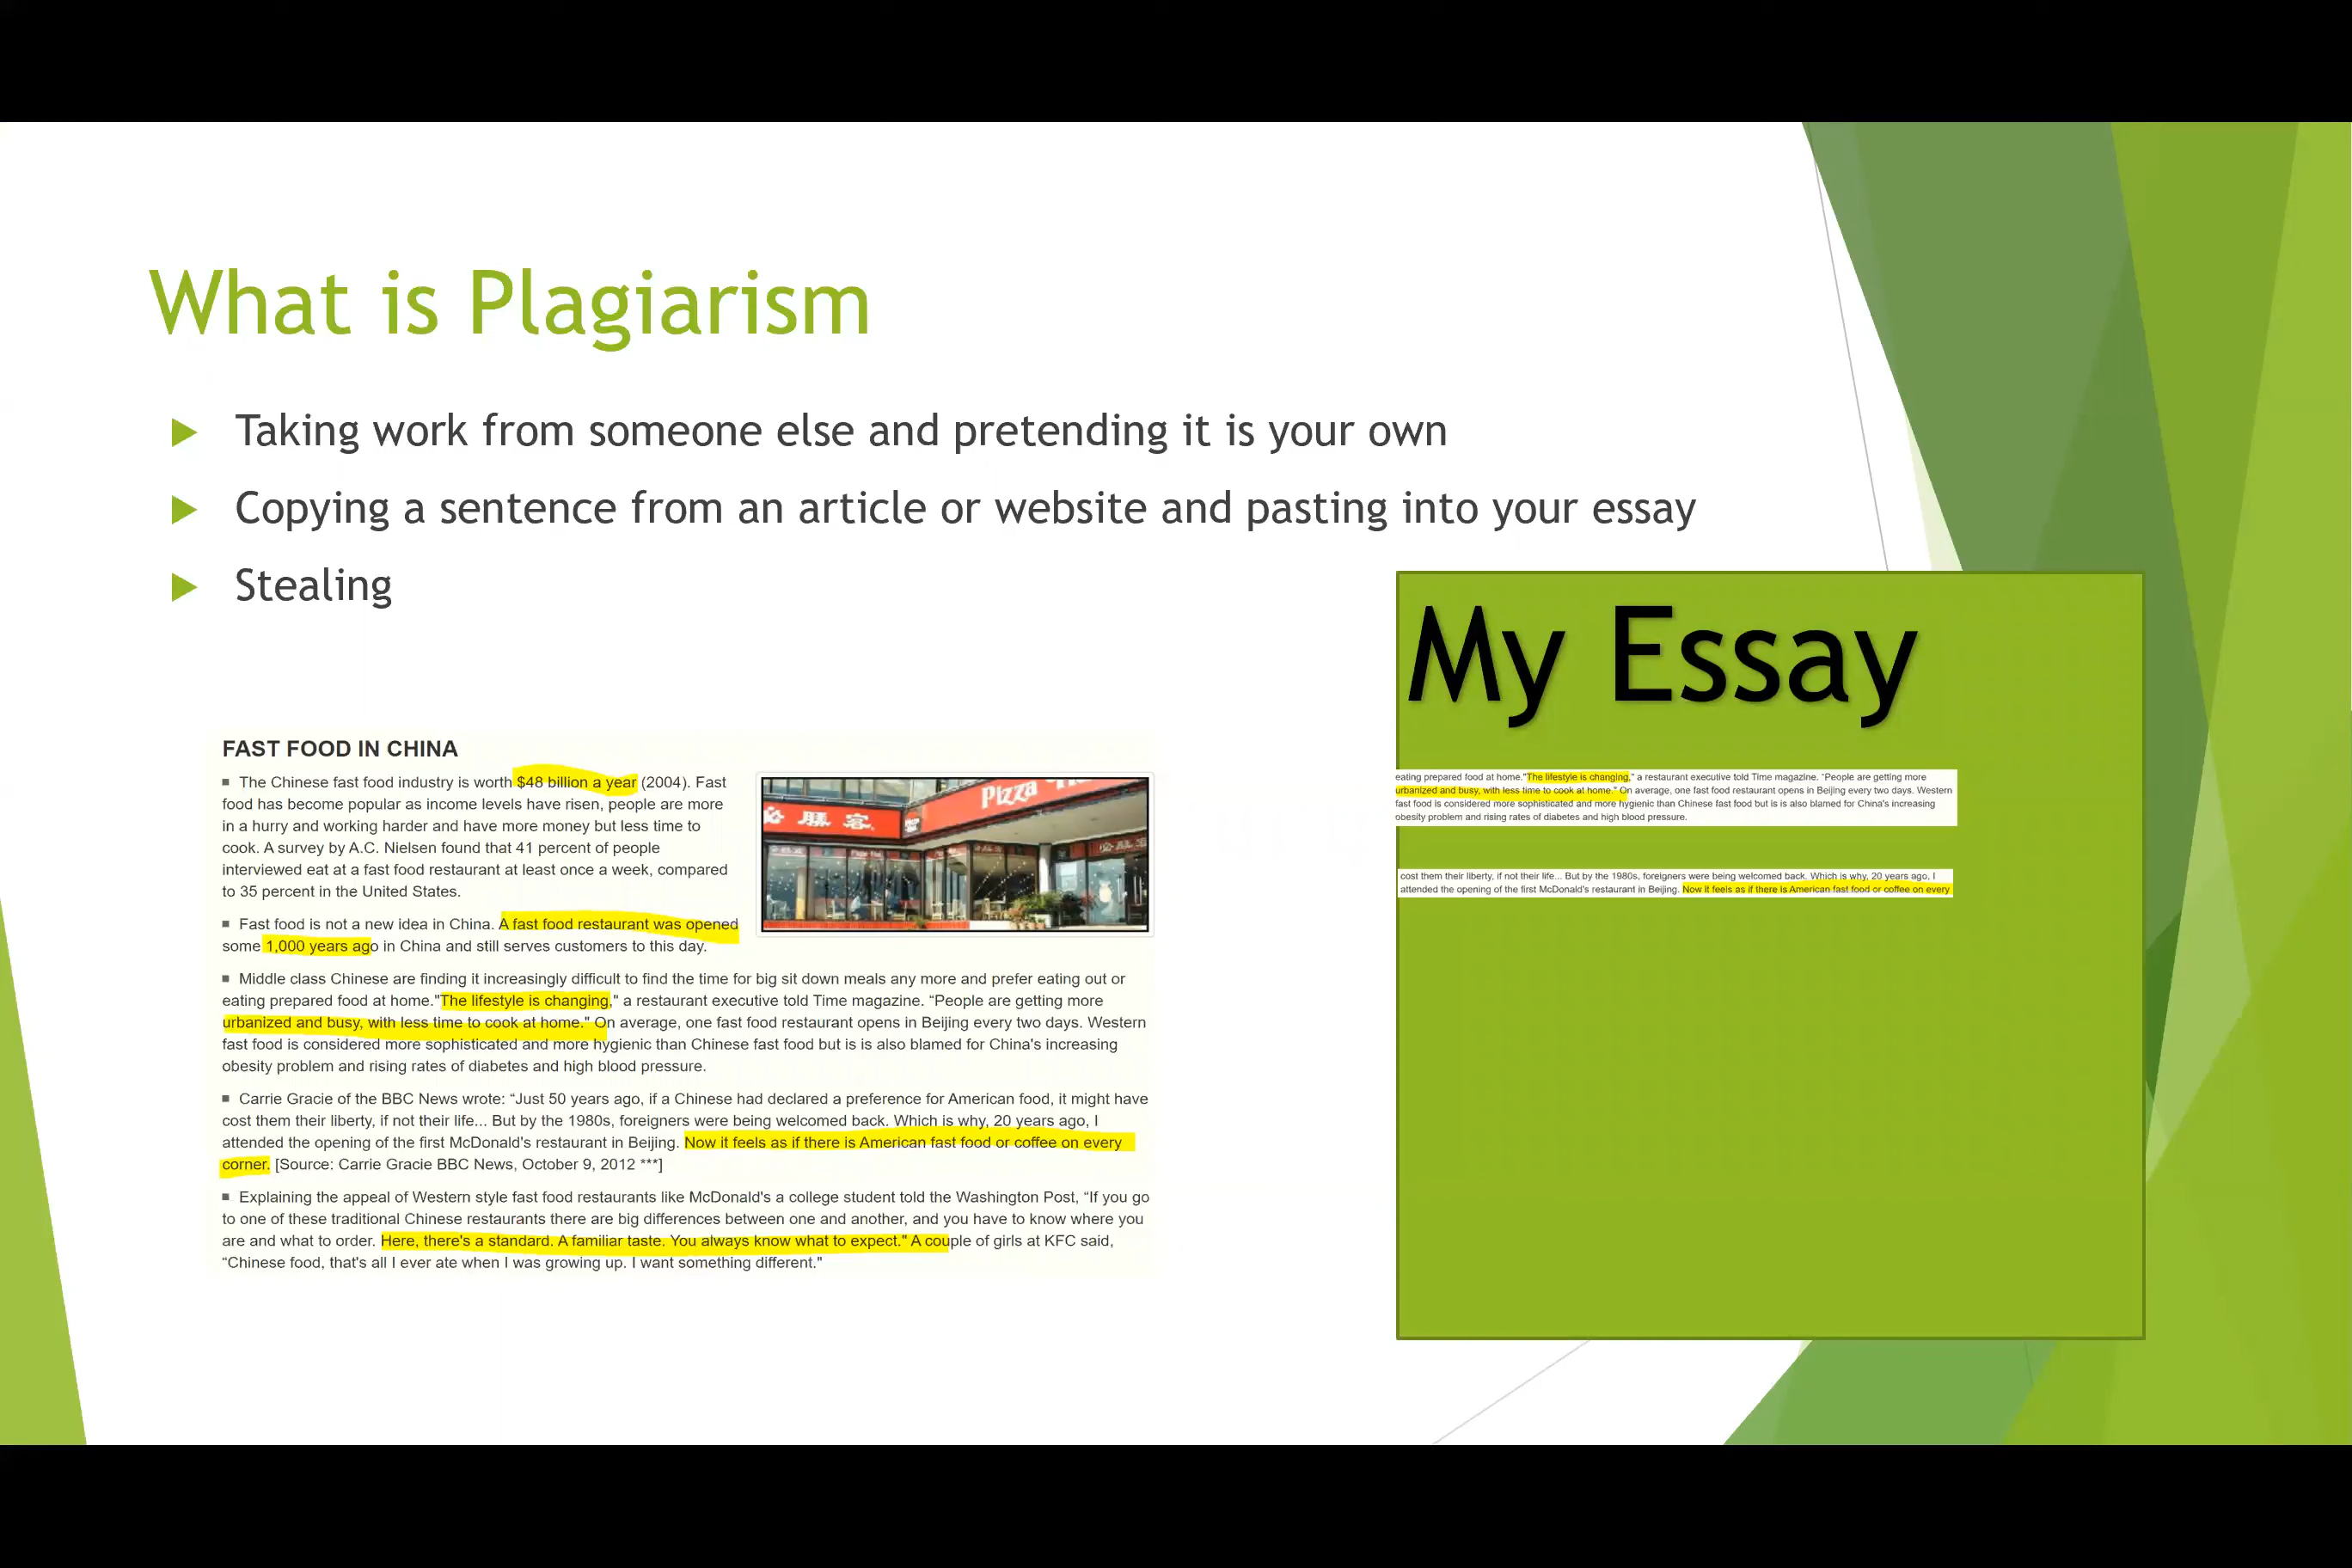 What is Plagiarism
Taking work from someone else and pretending it is your own
Copying a sentence from an article or website and pasting into your essay
Stealing
FAST FOOD IN CHINA
The Chinese fast food industry is worth $48 billion a year (2004). Fast
food has become popular as income levels have risen, people are more
in a hurry and working harder and have more money but less time to
cook. A survey by A.C. Nielsen found that 41 percent of people
interviewed eat at a fast food restaurant at least once a week, compared
to 35 percent in the United States.
Fast food is not a new idea in China. A fast food restaurant was opened
some 1,000 years ago in China and still serves customers to this day.
Middle class Chinese are finding it increasingly difficult to find the time for big sit down meals any more and prefer eating out or
eating prepared food at home."The lifestyle is changing," a restaurant executive told Time magazine. “People are getting more
urbanized and busy, with less time to cook at home." On average, one fast food restaurant opens in Beijing every two days. Western
fast food is considered more sophisticated and more hygienic than Chinese fast food but is is also blamed for China's increasing
obesity problem and rising rates of diabetes and high blood pressure.
Carrie Gracie of the BBC News wrote: “Just 50 years ago, if a Chinese had declared a preference for American food, it might have
cost them their liberty, if not their life... But by the 1980s, foreigners were being welcomed back. Which is why, 20 years ago, I
attended the opening of the first McDonald's restaurant in Beijing. Now it feels as if there is American fast food or coffee on every
corner. [Source: Carrie Gracie BBC News, October 9, 2012 ***]
Explaining the appeal of Western style fast food restaurants like McDonald's a college student told the Washington Post, “If you go
to one of these traditional Chinese restaurants there are big differences between one and another, and you have to know where you
are and what to order. Here, there's a standard. A familiar taste. You always know what to expect." A couple of girls at KFC said,
“Chinese food, that's all I ever ate when I was growing up. I want something different."
Pizza
必勝客
My Essay
eating prepared food at home."The lifestyle is changing," a restaurant executive told Time magazine. “People are getting more
urbanized and busy, with less time to cook at home." On average, one fast food restaurant opens in Beijing every two days. Western
fast food is considered more sophisticated and more hygienic than Chinese fast food but is is also blamed for China's increasing
obesity problem and rising rates of diabetes and high blood pressure.
cost them their liberty, if not their life... But by the 1980s, foreigners were being welcomed back. Which is why, 20 years ago, I
attended the opening of the first McDonald's restaurant in Beijing. Now it feels as if there is American fast food or coffee on every